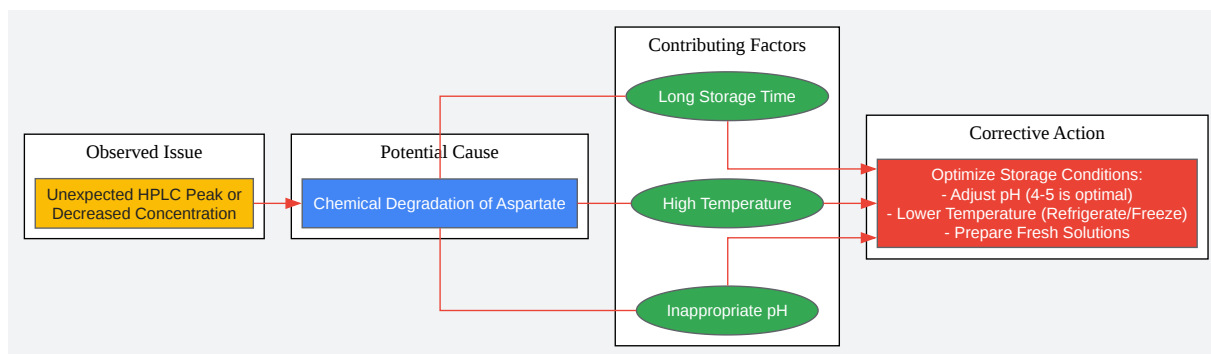 Observed Issue
Unexpected HPLC Peak or
Decreased Concentration
Potential Cause
Chemical Degradation of Aspartate
Contributing Factors
Long Storage Time
High Temperature
Inappropriate pH
Corrective Action
Optimize Storage Conditions:
- Adjust pH (4-5 is optimal)
- Lower Temperature (Refrigerate/Freeze)
- Prepare Fresh Solutions